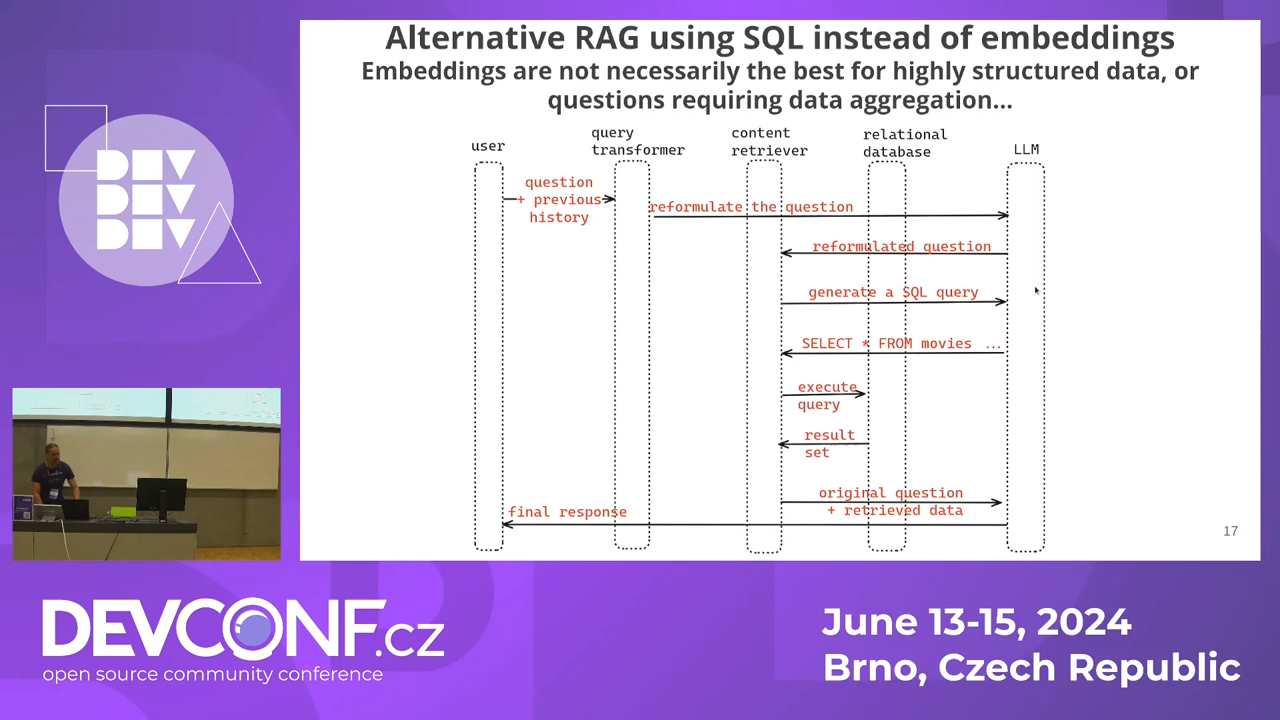 Alternative RAG using SQL instead of embeddings
Embeddings are not necessarily the best for highly structured data, or
questions requiring data aggregation...
user
query
transformer
content
retriever
relational
database
LLM
question
+ previous
history
reformulate the question
reformulated question
generate a SQL query
SELECT * FROM movies ...
execute
query
result
set
original question
+ retrieved data
final response
17
DEV
DEV
DEV
DEVCONF.cz
open source community conference
June 13-15, 2024
Brno, Czech Republic